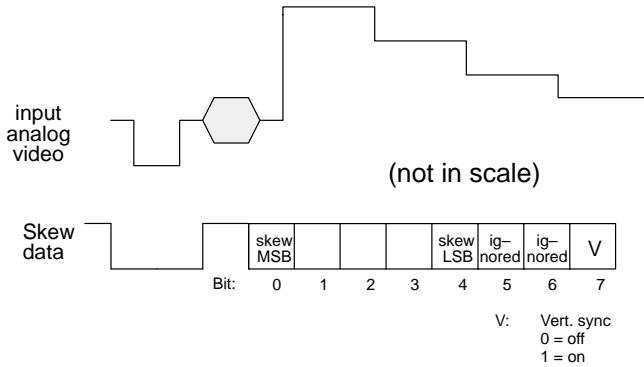 input
analog
video
(not in scale)
Skew
data
skew
MSB
skew
LSB
ig–
nored
ig–
nored
V
Bit: 0 1 2 3 4 5 6 7
V: Vert. sync
0 = off
1 = on